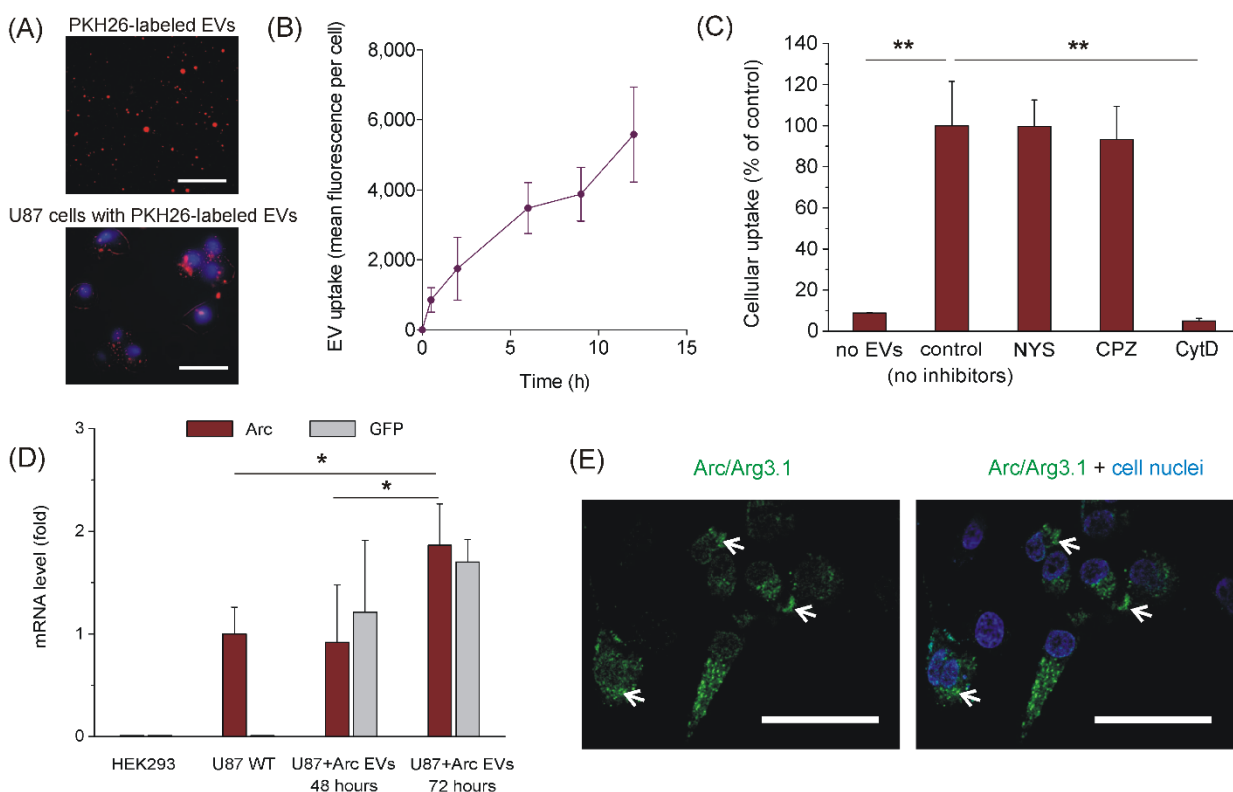 (A)
PKH26-labeled EVs
U87 cells with PKH26-labeled EVs
(B)
EV uptake (mean fluorescence per cell)
8,000
6,000
4,000
2,000
0
0
5
10
15
Time (h)
(C)
Cellular uptake (% of control)
140
120
100
80
60
40
20
0
**
**
no EVs
control
(no inhibitors)
NYS
CPZ
CytD
(D)
Arc
GFP
mRNA level (fold)
3
2
1
0
*
*
HEK293
U87 WT
U87+Arc EVs
48 hours
U87+Arc EVs
72 hours
(E)
Arc/Arg3.1
Arc/Arg3.1 + cell nuclei